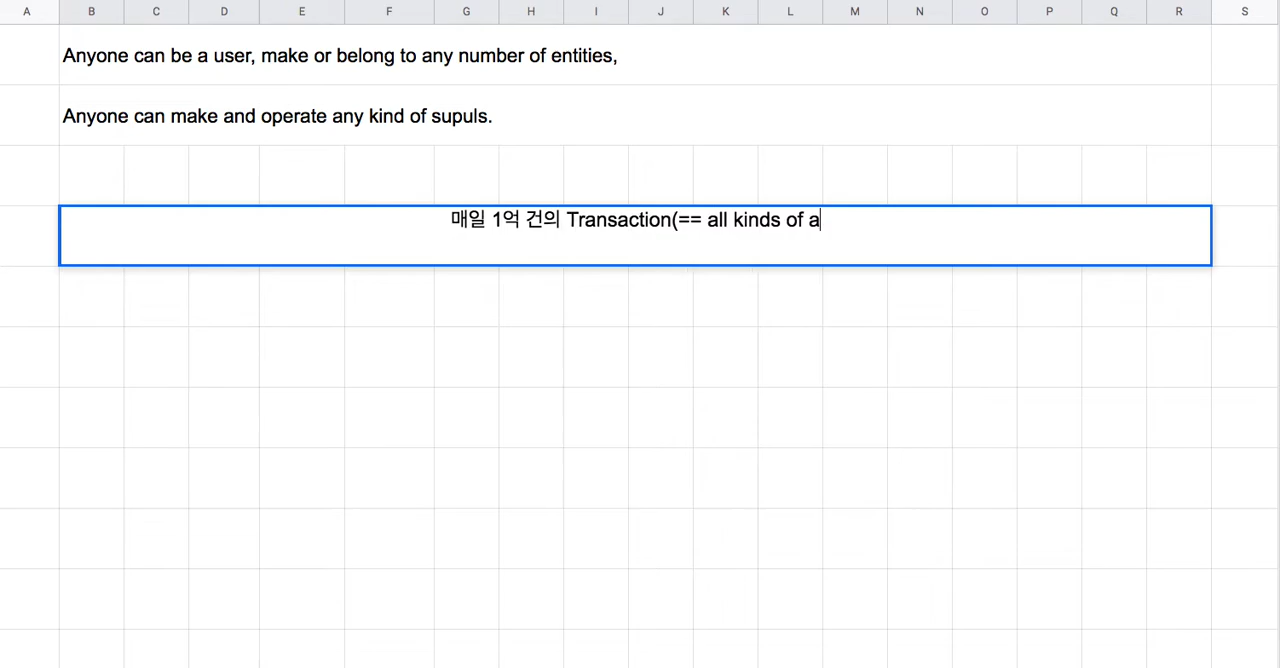 A B C D E F G H I J K L M N O P Q R S
Anyone can be a user, make or belong to any number of entities,
Anyone can make and operate any kind of supuls.
매일 1억 건의 Transaction(== all kinds of a